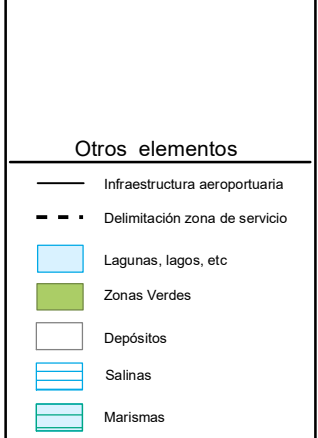 Otros elementos
Infraestructura aeroportuaria
Delimitación zona de servicio
Lagunas, lagos, etc
Zonas Verdes
Depósitos
Salinas
Marismas